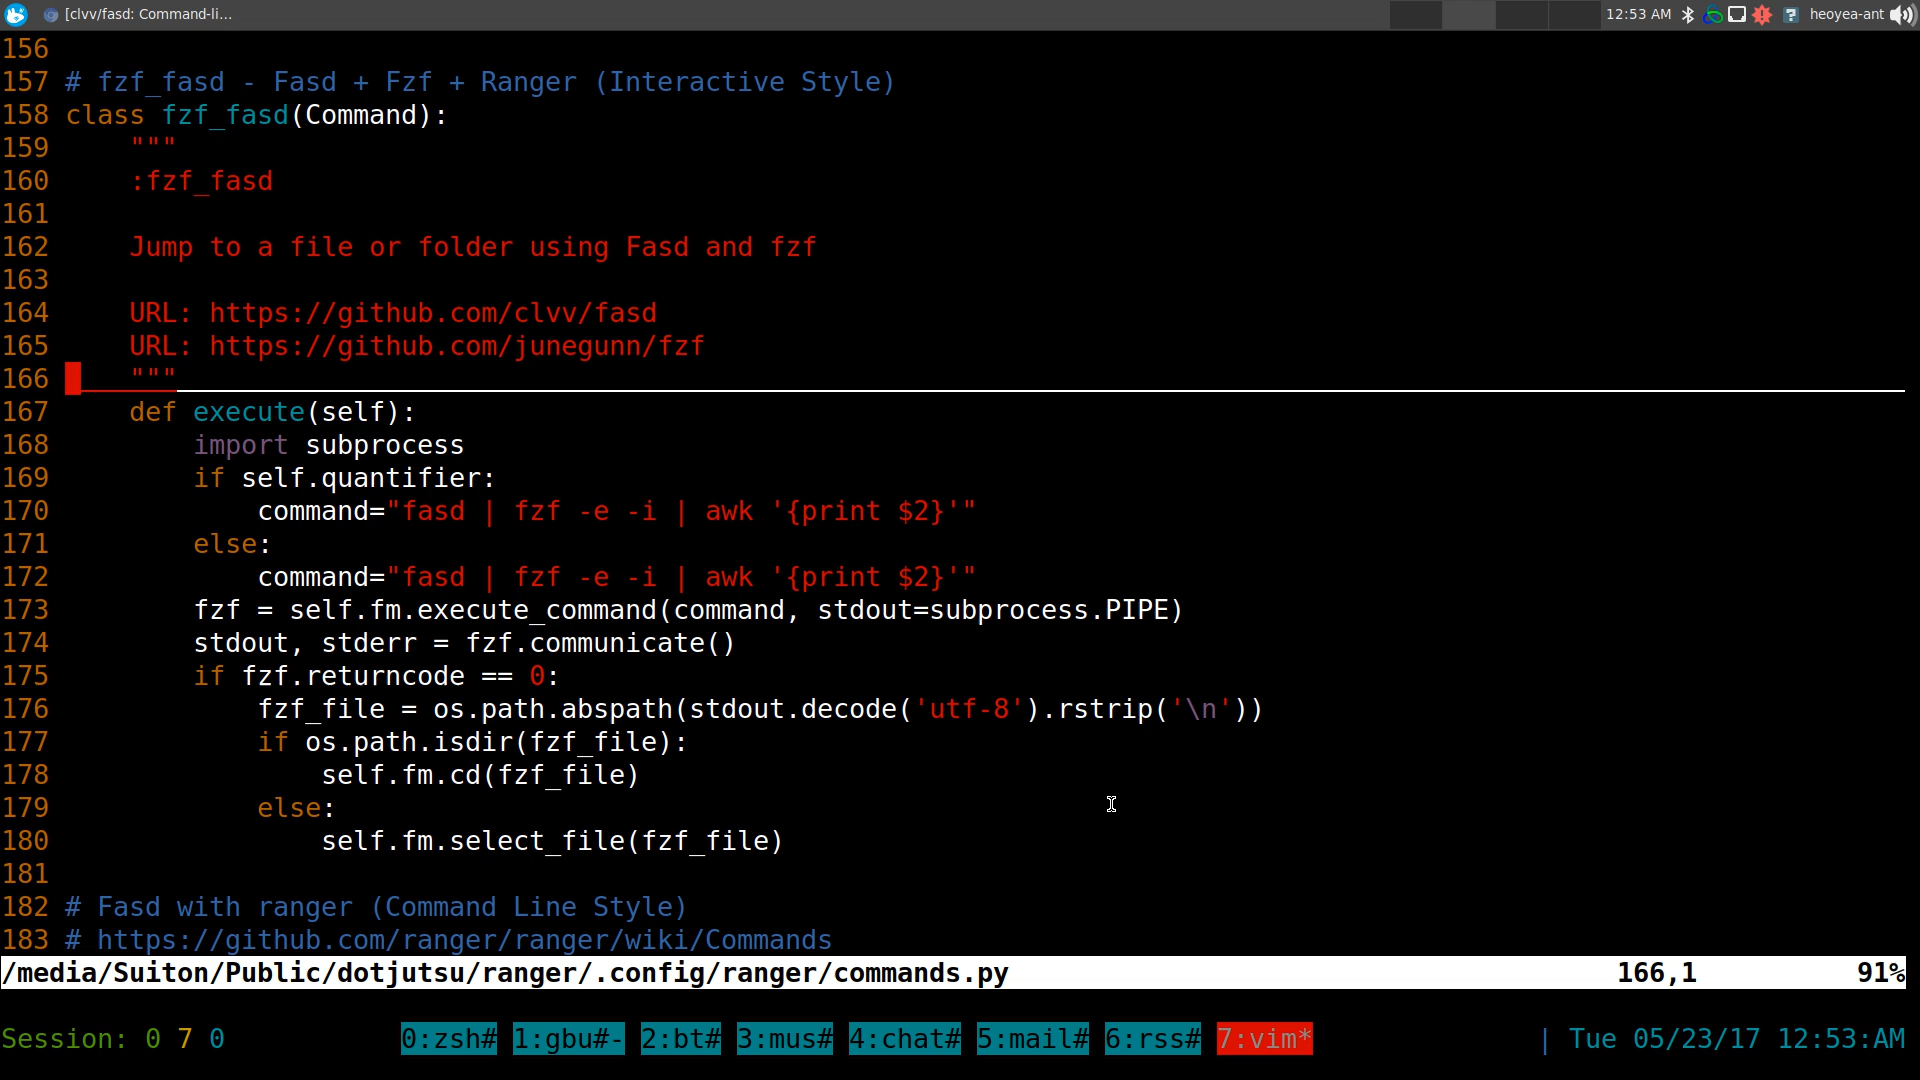 [clvv/fasd: Command-li... 12:53 AM heoyea-ant
156
157 # fzf_fasd - Fasd + Fzf + Ranger (Interactive Style)
158 class fzf_fasd(Command):
159     """
160     :fzf_fasd
161
162     Jump to a file or folder using Fasd and fzf
163
164     URL: https://github.com/clvv/fasd
165     URL: https://github.com/junegunn/fzf
166     """
167     def execute(self):
168         import subprocess
169         if self.quantifier:
170             command="fasd | fzf -e -i | awk '{print $2}'"
171         else:
172             command="fasd | fzf -e -i | awk '{print $2}'"
173         fzf = self.fm.execute_command(command, stdout=subprocess.PIPE)
174         stdout, stderr = fzf.communicate()
175         if fzf.returncode == 0:
176             fzf_file = os.path.abspath(stdout.decode('utf-8').rstrip('\n'))
177             if os.path.isdir(fzf_file):
178                 self.fm.cd(fzf_file)
179             else:
180                 self.fm.select_file(fzf_file)
181
182 # Fasd with ranger (Command Line Style)
183 # https://github.com/ranger/ranger/wiki/Commands
/media/Suiton/Public/dotjutsu/ranger/.config/ranger/commands.py 166,1 91%
Session: 0 7 0 0:zsh# 1:gbu#- 2:bt# 3:mus# 4:chat# 5:mail# 6:rss# 7:vim* | Tue 05/23/17 12:53:AM